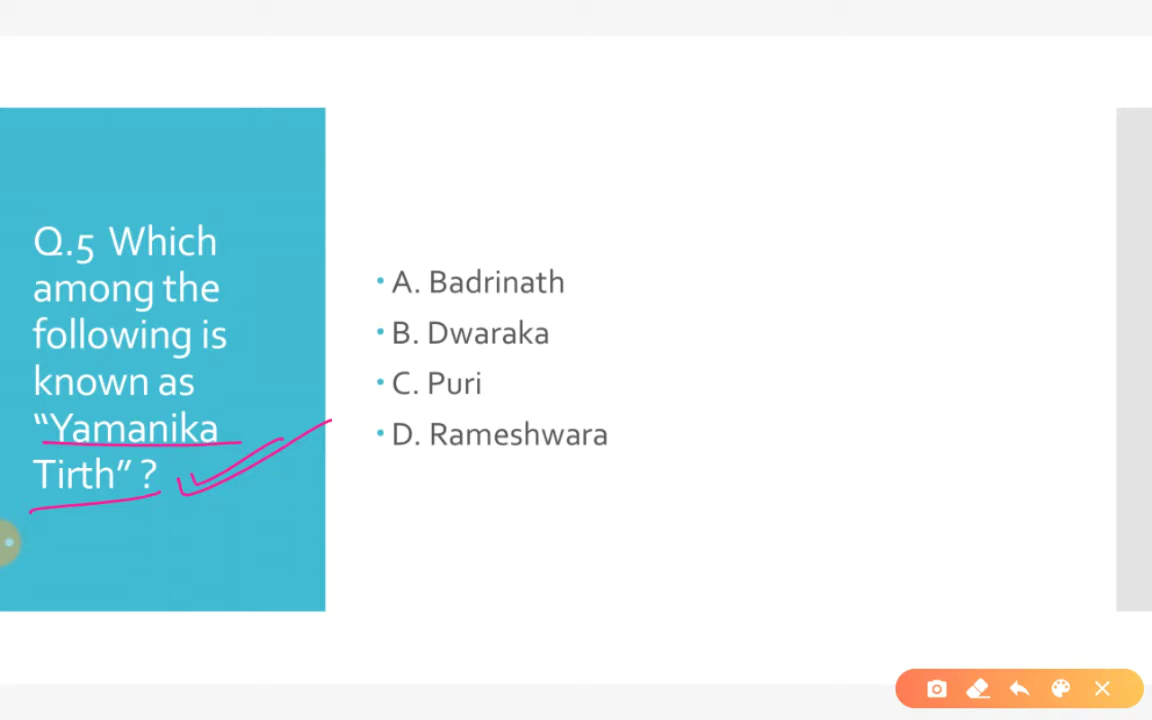 Q.5 Which
among the
following is
known as
“Yamanika
Tirth” ?
• A. Badrinath
• B. Dwaraka
• C. Puri
• D. Rameshwara